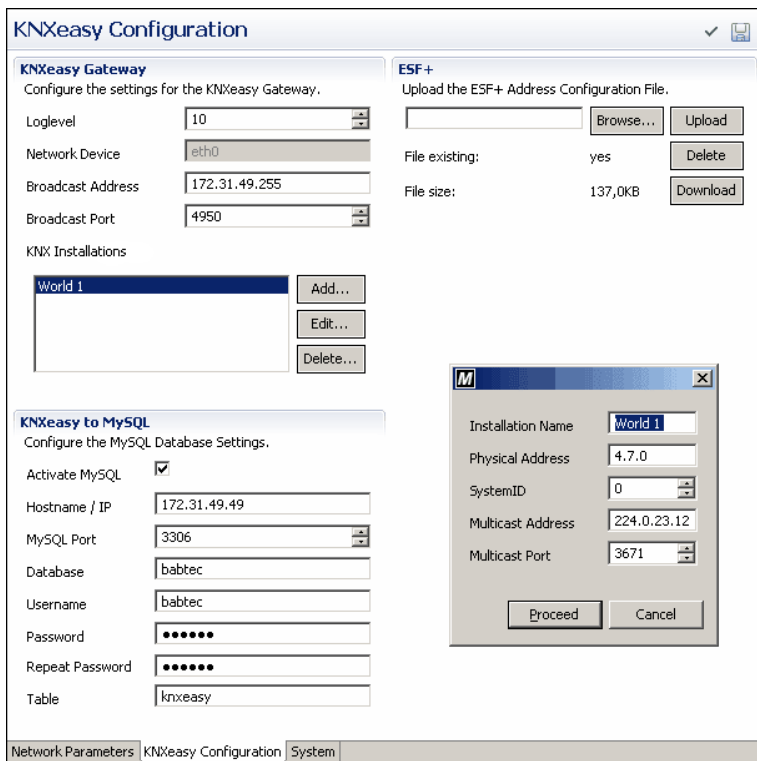 KNXeasy Configuration
KNXeasy Gateway
Configure the settings for the KNXeasy Gateway.
Loglevel 10
Network Device eth0
Broadcast Address 172.31.49.255
Broadcast Port 4950
KNX Installations
World 1
Add...
Edit...
Delete...
ESF+
Upload the ESF+ Address Configuration File.
Browse... Upload
File existing: yes Delete
File size: 137,0KB Download
KNXeasy to MySQL
Configure the MySQL Database Settings.
Activate MySQL
Hostname / IP 172.31.49.49
MySQL Port 3306
Database babtec
Username babtec
Password ●●●●●●
Repeat Password ●●●●●●
Table knxeasy
M
Installation Name World 1
Physical Address 4.7.0
SystemID 0
Multicast Address 224.0.23.12
Multicast Port 3671
Proceed Cancel
Network Parameters KNXeasy Configuration System